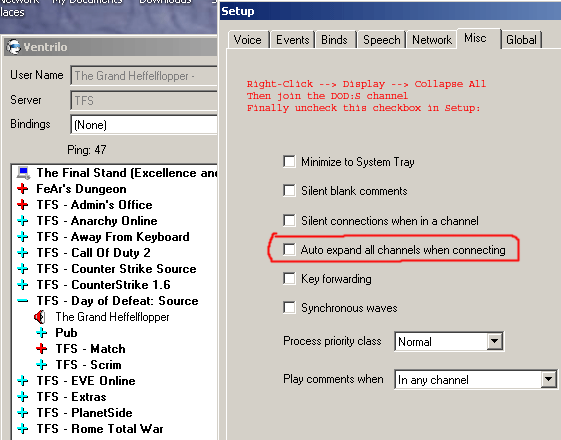 Network My Documents Downloads S
laces
Ventrilo
User Name The Grand Heffelflopper -
Server TFS
Bindings (None)
Ping: 47
The Final Stand (Excellence and
FeAr's Dungeon
TFS - Admin's Office
TFS - Anarchy Online
TFS - Away From Keyboard
TFS - Call Of Duty 2
TFS - Counter Strike Source
TFS - CounterStrike 1.6
TFS - Day of Defeat: Source
The Grand Heffelflopper
Pub
TFS - Match
TFS - Scrim
TFS - EVE Online
TFS - Extras
TFS - PlanetSide
TFS - Rome Total War
Setup
Voice Events Binds Speech Network Misc Global
Right-Click --> Display --> Collapse All
Then join the DOD:S channel
Finally uncheck this checkbox in Setup:
Minimize to System Tray
Silent blank comments
Silent connections when in a channel
Auto expand all channels when connecting
Key forwarding
Synchronous waves
Process priority class Normal
Play comments when In any channel